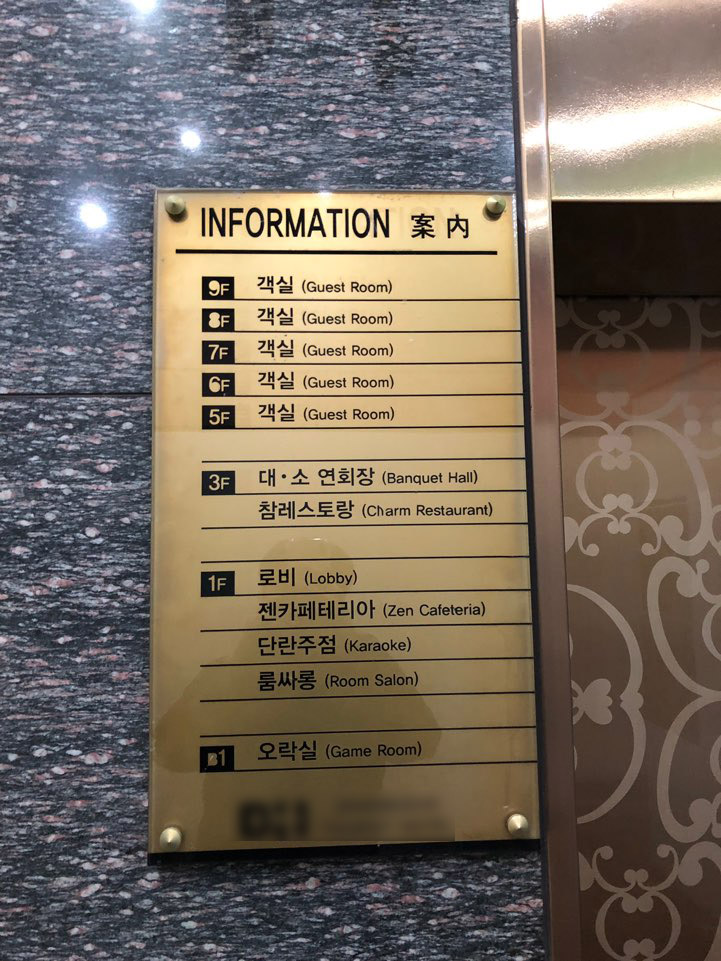 INFORMATION 案内
9F 객실 (Guest Room)
8F 객실 (Guest Room)
7F 객실 (Guest Room)
6F 객실 (Guest Room)
5F 객실 (Guest Room)
3F 대·소 연회장 (Banquet Hall)
참레스토랑 (Charm Restaurant)
1F 로비 (Lobby)
젠카페테리아 (Zen Cafeteria)
단란주점 (Karaoke)
룸싸롱 (Room Salon)
B1 오락실 (Game Room)